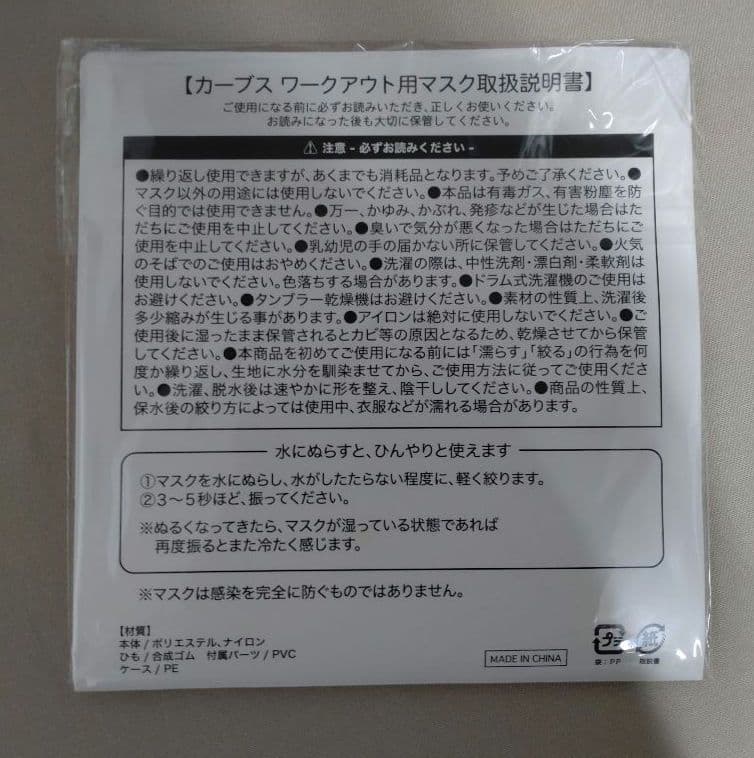 【カーブス ワークアウト用マスク取扱説明書】
ご使用になる前に必ずお読みいただき、正しくお使いください。
お読みになった後も大切に保管してください。
⚠ 注意 - 必ずお読みください -
●繰り返し使用できますが、あくまでも消耗品となります。予めご了承ください。●
マスク以外の用途には使用しないでください。●本品は有毒ガス、有害粉塵を防
ぐ目的では使用できません。●万一、かゆみ、かぶれ、発疹などが生じた場合はた
だちにご使用を中止してください。●臭いで気分が悪くなった場合はただちにご
使用を中止してください。●乳幼児の手の届かない所に保管してください。●火気
のそばでのご使用はおやめください。●洗濯の際は、中性洗剤・漂白剤・柔軟剤は
使用しないでください。色落ちする場合があります。●ドラム式洗濯機のご使用は
お避けください。●タンブラー乾燥機はお避けください。●素材の性質上、洗濯後
多少縮みが生じる事があります。●アイロンは絶対に使用しないでください。●ご
使用後に湿ったまま保管されるとカビ等の原因となるため、乾燥させてから保管
してください。●本商品を初めてご使用になる前には「濡らす」「絞る」の行為を何
度か繰り返し、生地に水分を馴染ませてから、ご使用方法に従ってご使用くださ
い。●洗濯、脱水後は速やかに形を整え、陰干ししてください。●商品の性質上、
保水後の絞り方によっては使用中、衣服などが濡れる場合があります。
水にぬらすと、ひんやりと使えます
①マスクを水にぬらし、水がしたたらない程度に、軽く絞ります。
②3〜5秒ほど、振ってください。
※ぬるくなってきたら、マスクが湿っている状態であれば
再度振るとまた冷たく感じます。
※マスクは感染を完全に防ぐものではありません。
【材質】
本体 / ポリエステル、ナイロン
ひも / 合成ゴム 付属パーツ / PVC
ケース / PE
MADE IN CHINA
プラ
袋：PP
紙
取扱説明書